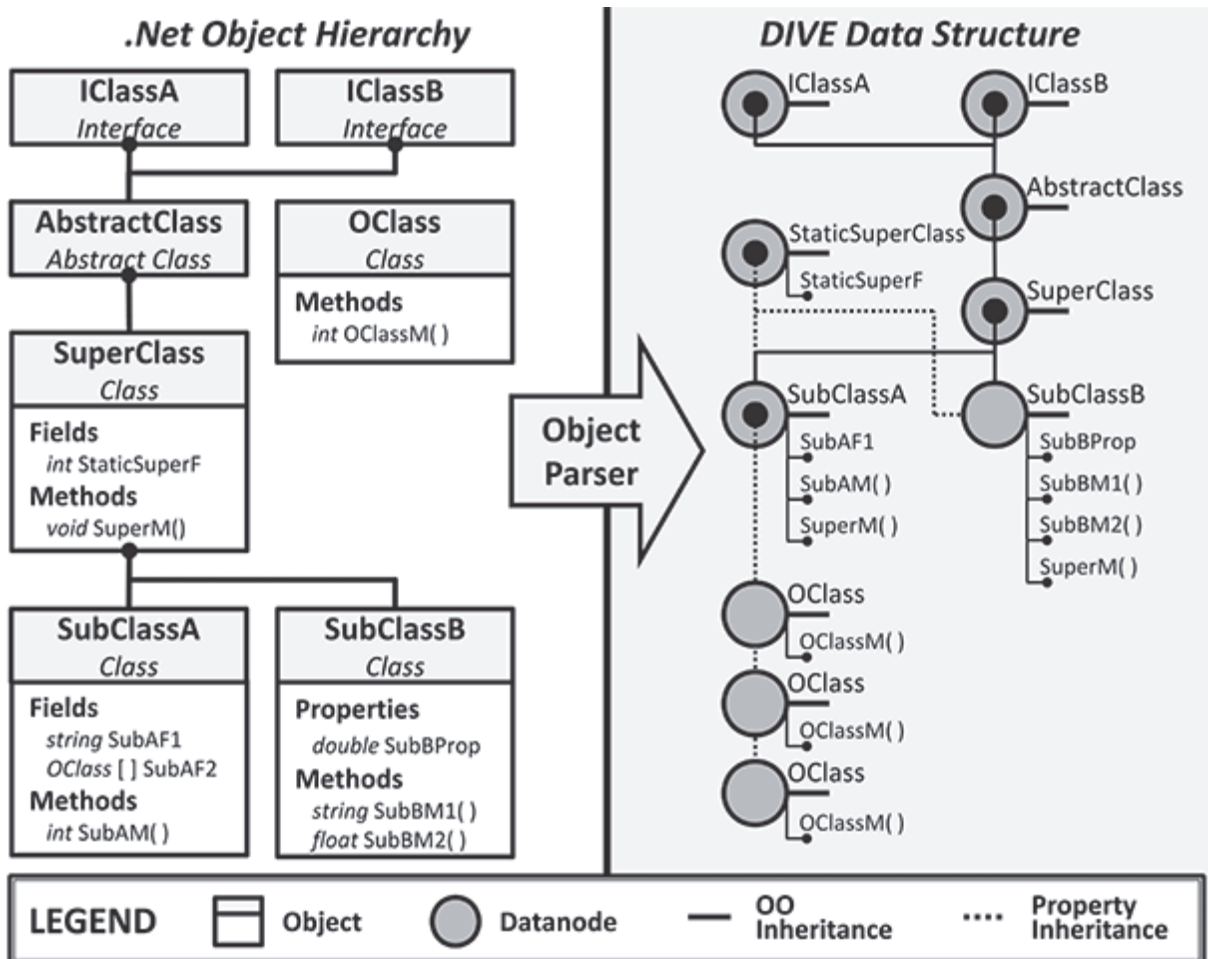 .Net Object Hierarchy
IClassA
Interface
IClassB
Interface
AbstractClass
Abstract Class
OClass
Class
Methods
int OClassM( )
SuperClass
Class
Fields
int StaticSuperF
Methods
void SuperM()
SubClassA
Class
Fields
string SubAF1
OClass [ ] SubAF2
Methods
int SubAM( )
SubClassB
Class
Properties
double SubBProp
Methods
string SubBM1( )
float SubBM2( )
Object
Parser
DIVE Data Structure
IClassA
IClassB
AbstractClass
StaticSuperClass
StaticSuperF
SuperClass
SubClassA
SubAF1
SubAM( )
SuperM( )
SubClassB
SubBProp
SubBM1( )
SubBM2( )
SuperM( )
OClass
OClassM( )
OClass
OClassM( )
OClass
OClassM( )
LEGEND
Object
Datanode
OO
Inheritance
Property
Inheritance